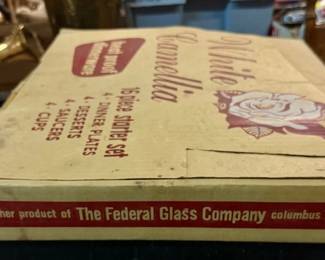 White
Camellia
heat proof
dinnerware
16 piece starter set
4 - DINNER PLATES
4 - DESSERTS
4 - SAUCERS
4 - CUPS
product of The Federal Glass Company columbus